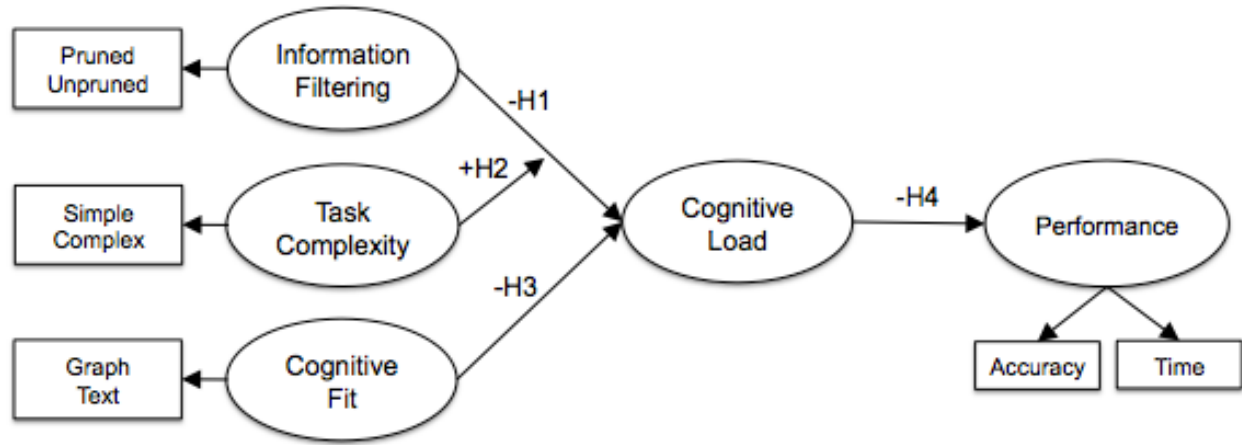 Pruned
Unpruned
Information
Filtering
-H1
Simple
Complex
Task
Complexity
+H2
Cognitive
Load
-H4
Performance
-H3
Graph
Text
Cognitive
Fit
Accuracy
Time